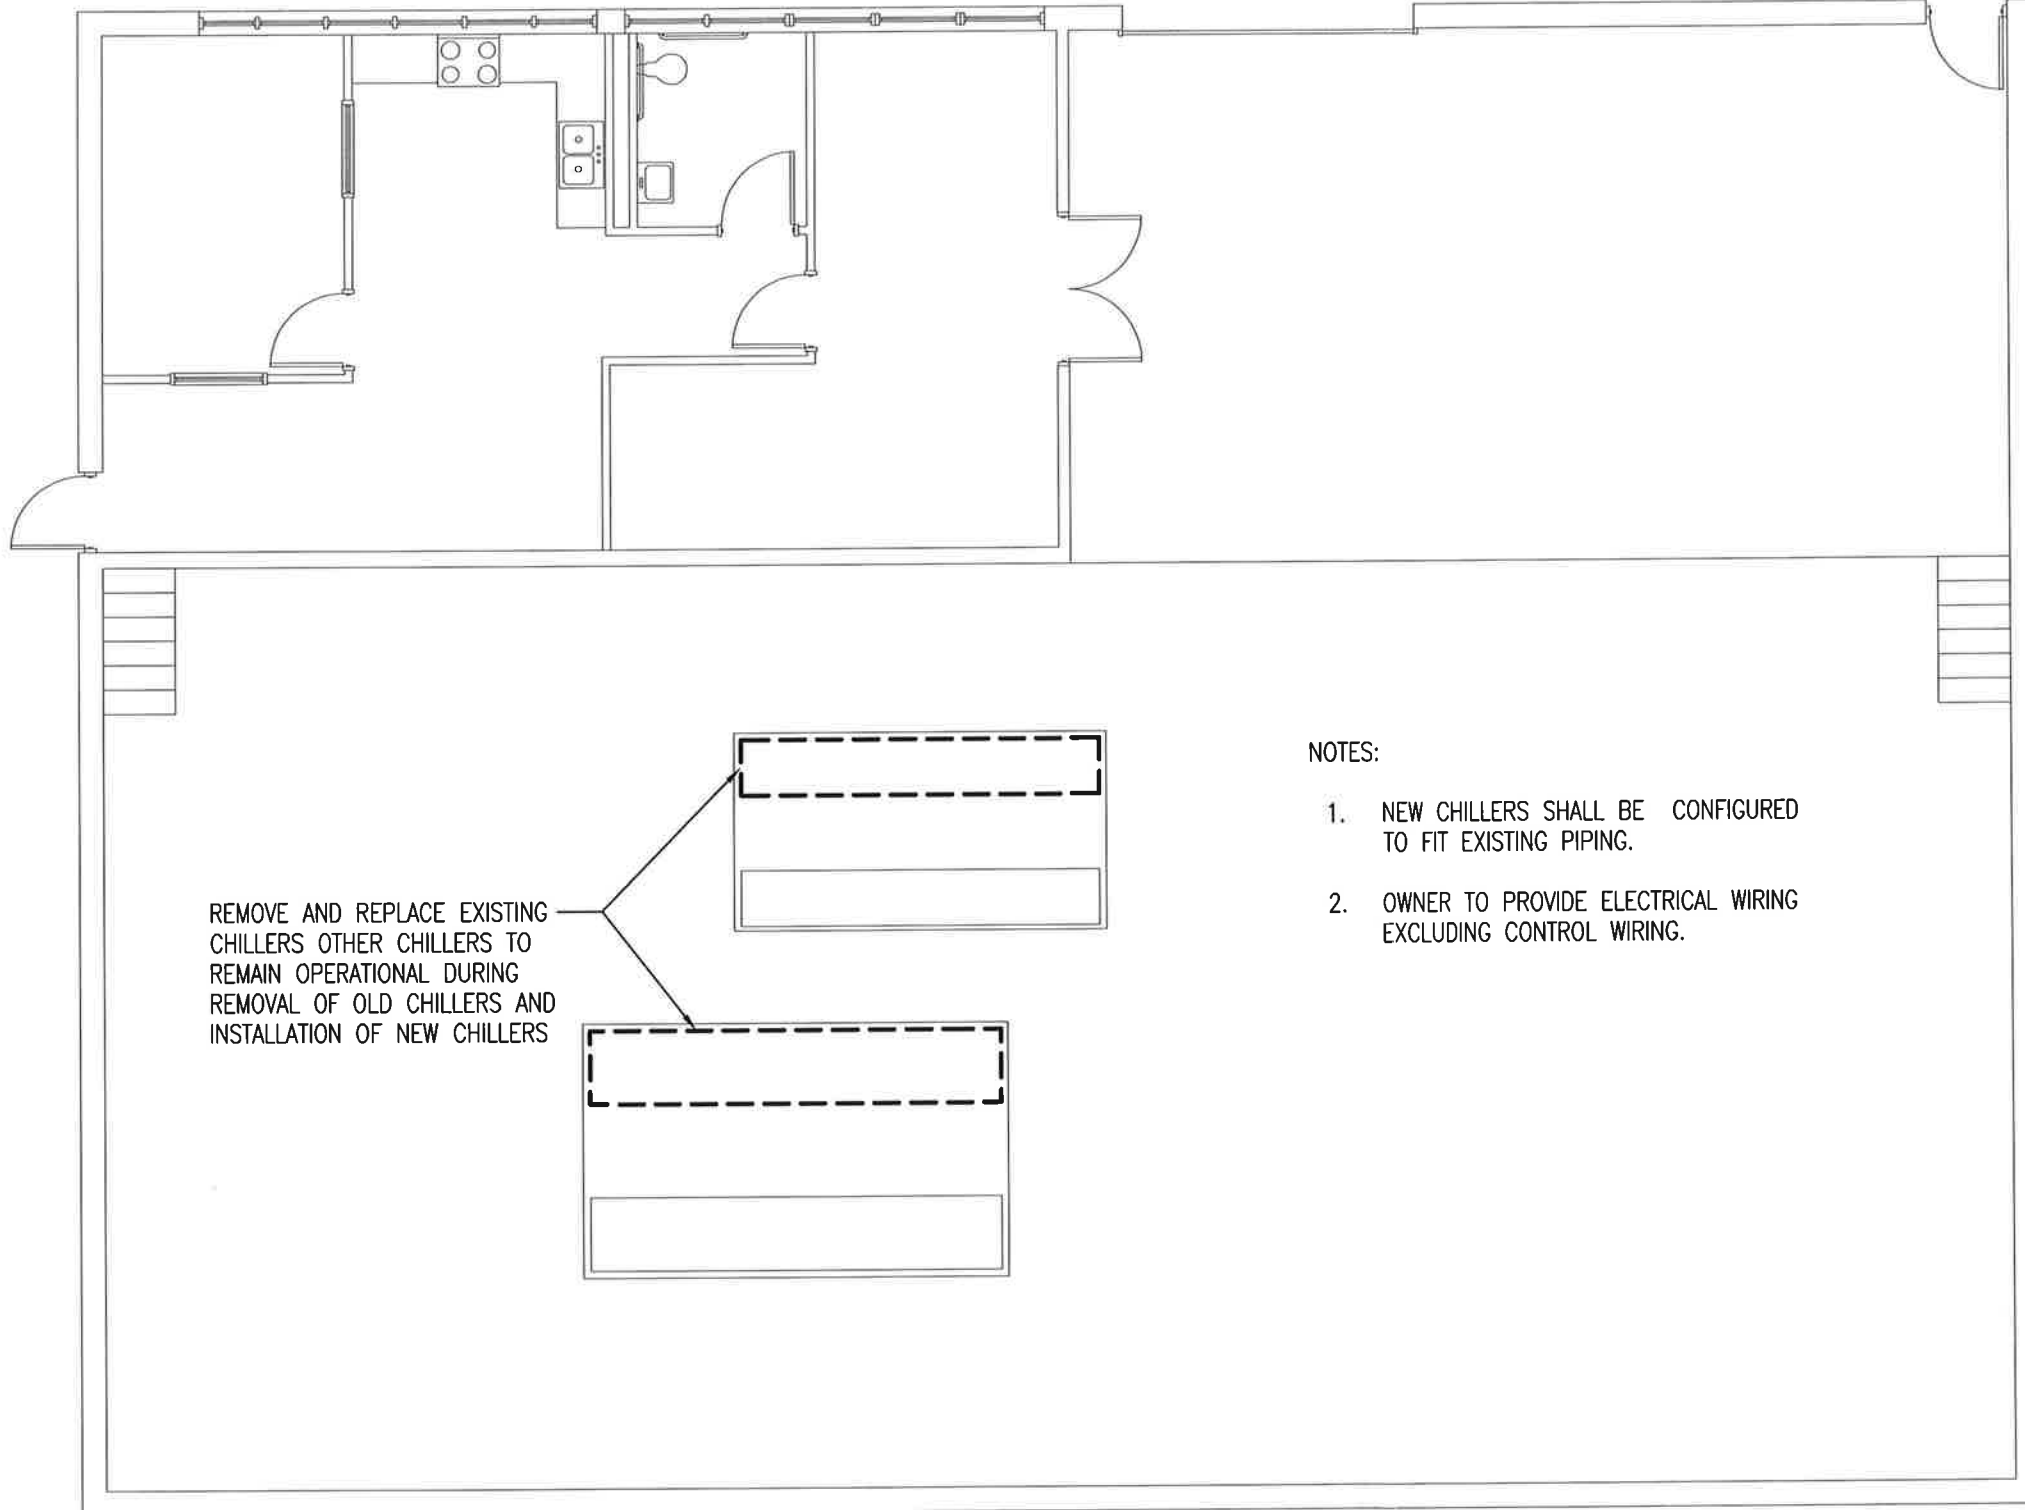 REMOVE AND REPLACE EXISTING
CHILLERS OTHER CHILLERS TO
REMAIN OPERATIONAL DURING
REMOVAL OF OLD CHILLERS AND
INSTALLATION OF NEW CHILLERS
NOTES:
1. NEW CHILLERS SHALL BE CONFIGURED
TO FIT EXISTING PIPING.
2. OWNER TO PROVIDE ELECTRICAL WIRING
EXCLUDING CONTROL WIRING.